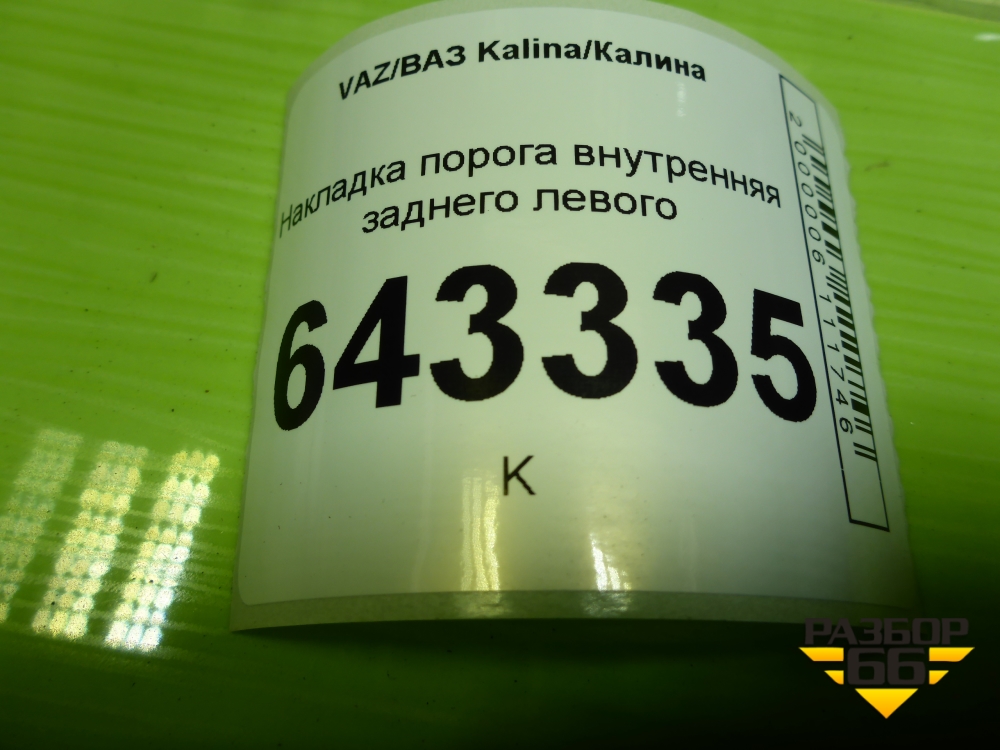 VAZ/ВАЗ Kalina/Калина
Накладка порога внутренняя
заднего левого
643335
К
2000006111746
РАЗБОР
66